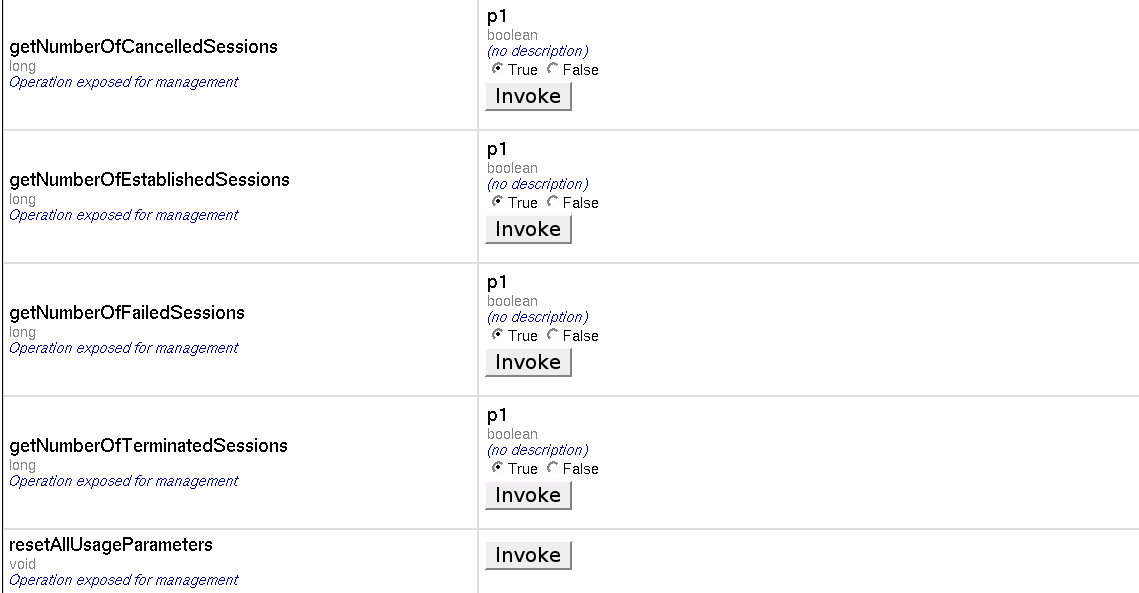 getNumberOfCancelledSessions
long
Operation exposed for management
p1
boolean
(no description)
True False
Invoke
getNumberOfEstablishedSessions
long
Operation exposed for management
p1
boolean
(no description)
True False
Invoke
getNumberOfFailedSessions
long
Operation exposed for management
p1
boolean
(no description)
True False
Invoke
getNumberOfTerminatedSessions
long
Operation exposed for management
p1
boolean
(no description)
True False
Invoke
resetAllUsageParameters
void
Operation exposed for management
Invoke